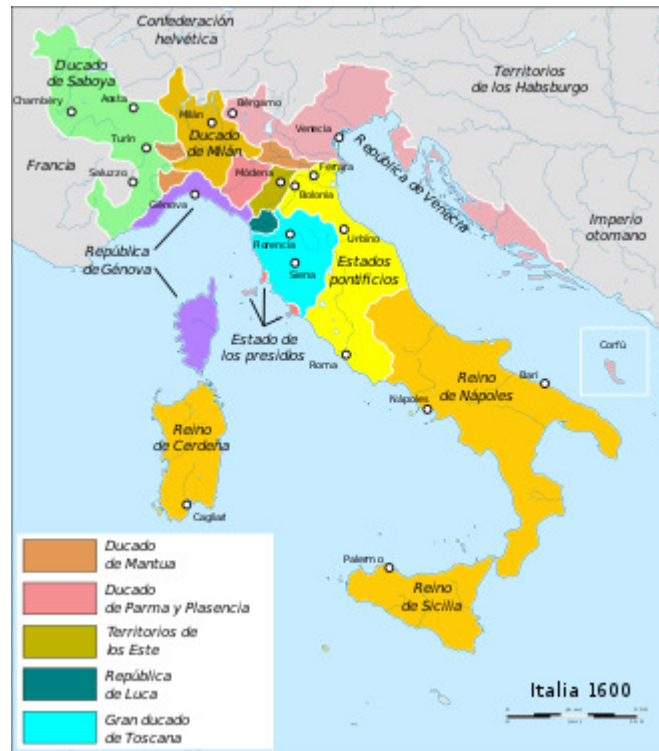 Confederación
helvética
Ducado
de Saboya
Territorios
de los Habsburgo
Chambéry
Aosta
Milán
Bérgamo
Ducado
de Milán
Venecia
Turín
Francia
Saluzzo
Módena
Ferrara
Bolonia
República de Venecia
Génova
Imperio
otomano
República
de Génova
Florencia
Urbino
Siena
Estados
pontificios
Estado de
los presidios
Roma
Corfú
Reino
de Nápoles
Bari
Nápoles
Reino
de Cerdeña
Cagliari
Palermo
Reino
de Sicilia
Ducado
de Mantua
Ducado
de Parma y Plasencia
Territorios de
los Este
República
de Luca
Gran ducado
de Toscana
Italia 1600